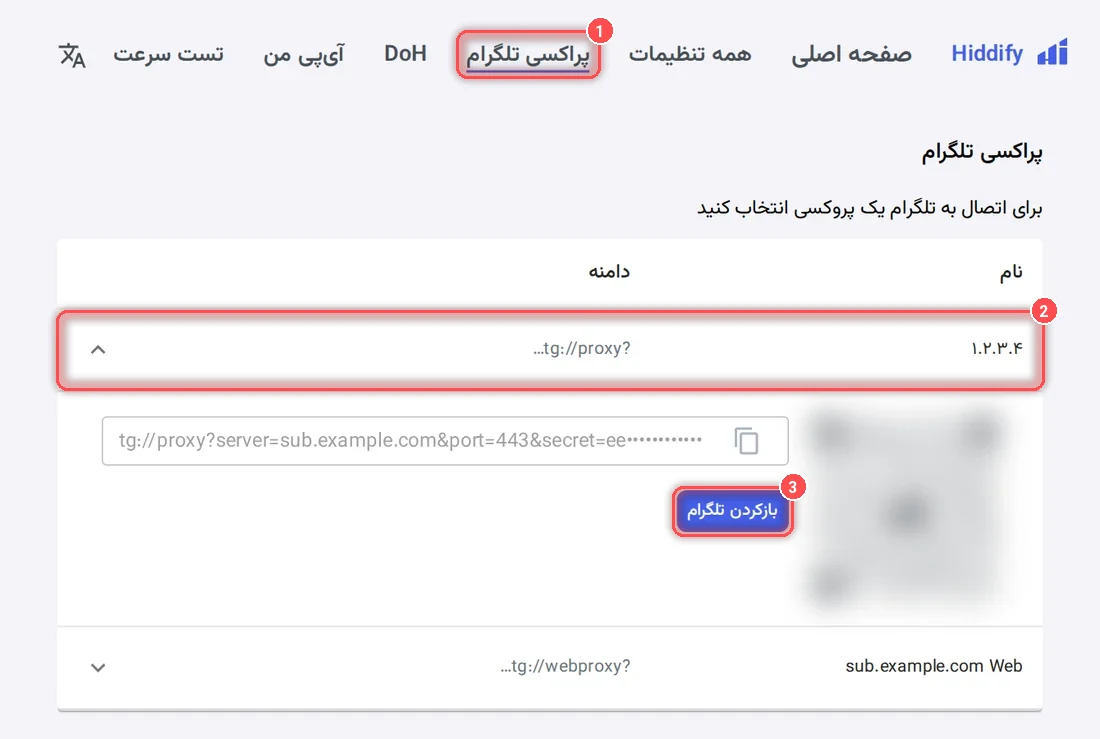 Hiddify صفحه اصلی همه تنظیمات پراکسی تلگرام 1 DoH آی‌پی من تست سرعت
پراکسی تلگرام
برای اتصال به تلگرام یک پروکسی انتخاب کنید
نام دامنه
2
۱.۲.۳.۴ tg://proxy?...
tg://proxy?server=sub.example.com&port=443&secret=ee••••••••••••
3
بازکردن تلگرام
sub.example.com Web tg://webproxy?...